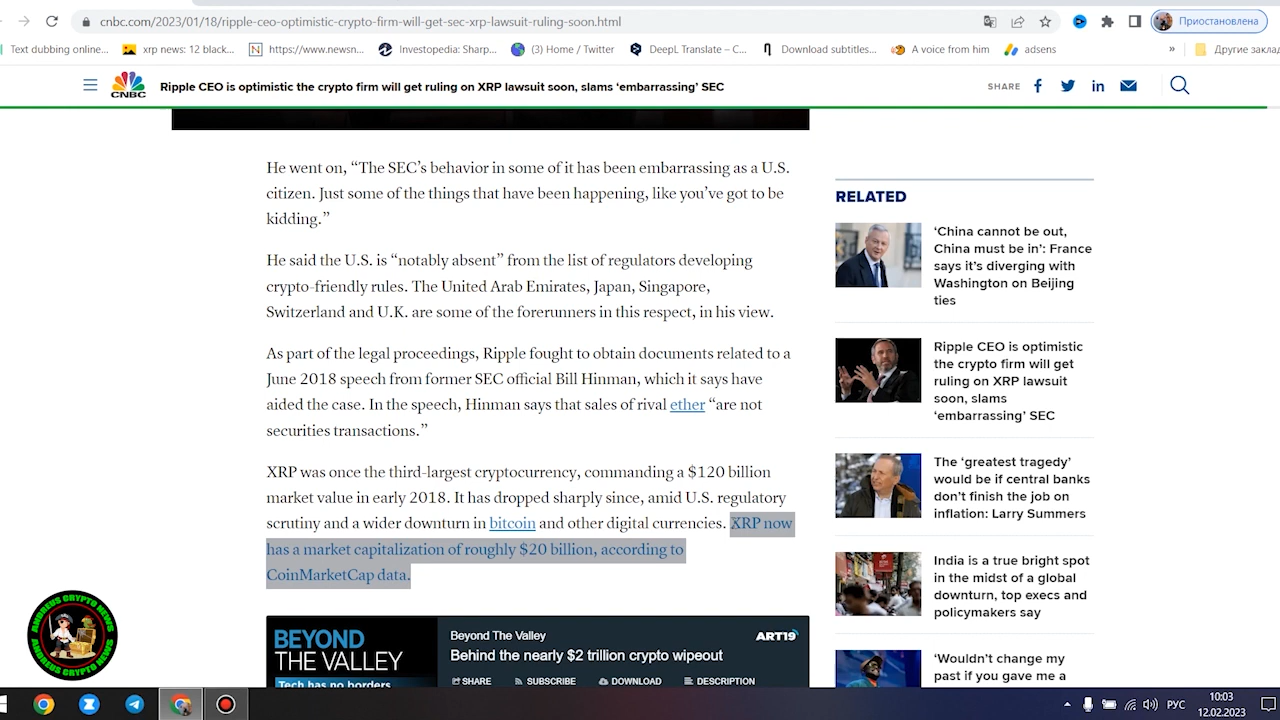 cnbc.com/2023/01/18/ripple-ceo-optimistic-crypto-firm-will-get-sec-xrp-lawsuit-ruling-soon.html
Приостановлена
Text dubbing online...
xrp news: 12 black...
https://www.newsn...
Investopedia: Sharp...
(3) Home / Twitter
DeepL Translate – C...
Download subtitles...
A voice from him
adsens
»
Другие заклад
CNBC
Ripple CEO is optimistic the crypto firm will get ruling on XRP lawsuit soon, slams ‘embarrassing’ SEC
SHARE
He went on, “The SEC’s behavior in some of it has been embarrassing as a U.S.
citizen. Just some of the things that have been happening, like you’ve got to be
kidding.”
He said the U.S. is “notably absent” from the list of regulators developing
crypto-friendly rules. The United Arab Emirates, Japan, Singapore,
Switzerland and U.K. are some of the forerunners in this respect, in his view.
As part of the legal proceedings, Ripple fought to obtain documents related to a
June 2018 speech from former SEC official Bill Hinman, which it says have
aided the case. In the speech, Hinman says that sales of rival ether “are not
securities transactions.”
XRP was once the third-largest cryptocurrency, commanding a $120 billion
market value in early 2018. It has dropped sharply since, amid U.S. regulatory
scrutiny and a wider downturn in bitcoin and other digital currencies. XRP now
has a market capitalization of roughly $20 billion, according to
CoinMarketCap data.
RELATED
‘China cannot be out,
China must be in’: France
says it’s diverging with
Washington on Beijing
ties
Ripple CEO is optimistic
the crypto firm will get
ruling on XRP lawsuit
soon, slams
‘embarrassing’ SEC
The ‘greatest tragedy’
would be if central banks
don’t finish the job on
inflation: Larry Summers
India is a true bright spot
in the midst of a global
downturn, top execs and
policymakers say
‘Wouldn’t change my
past if you gave me a
BEYOND
THE VALLEY
Tech has no borders
Beyond The Valley
Behind the nearly $2 trillion crypto wipeout
ART19
SHARE
SUBSCRIBE
DOWNLOAD
DESCRIPTION
ANDREUS CRYPTO NEWS
ANDREUS CRYPTO NEWS
РУС
10:03
12.02.2023